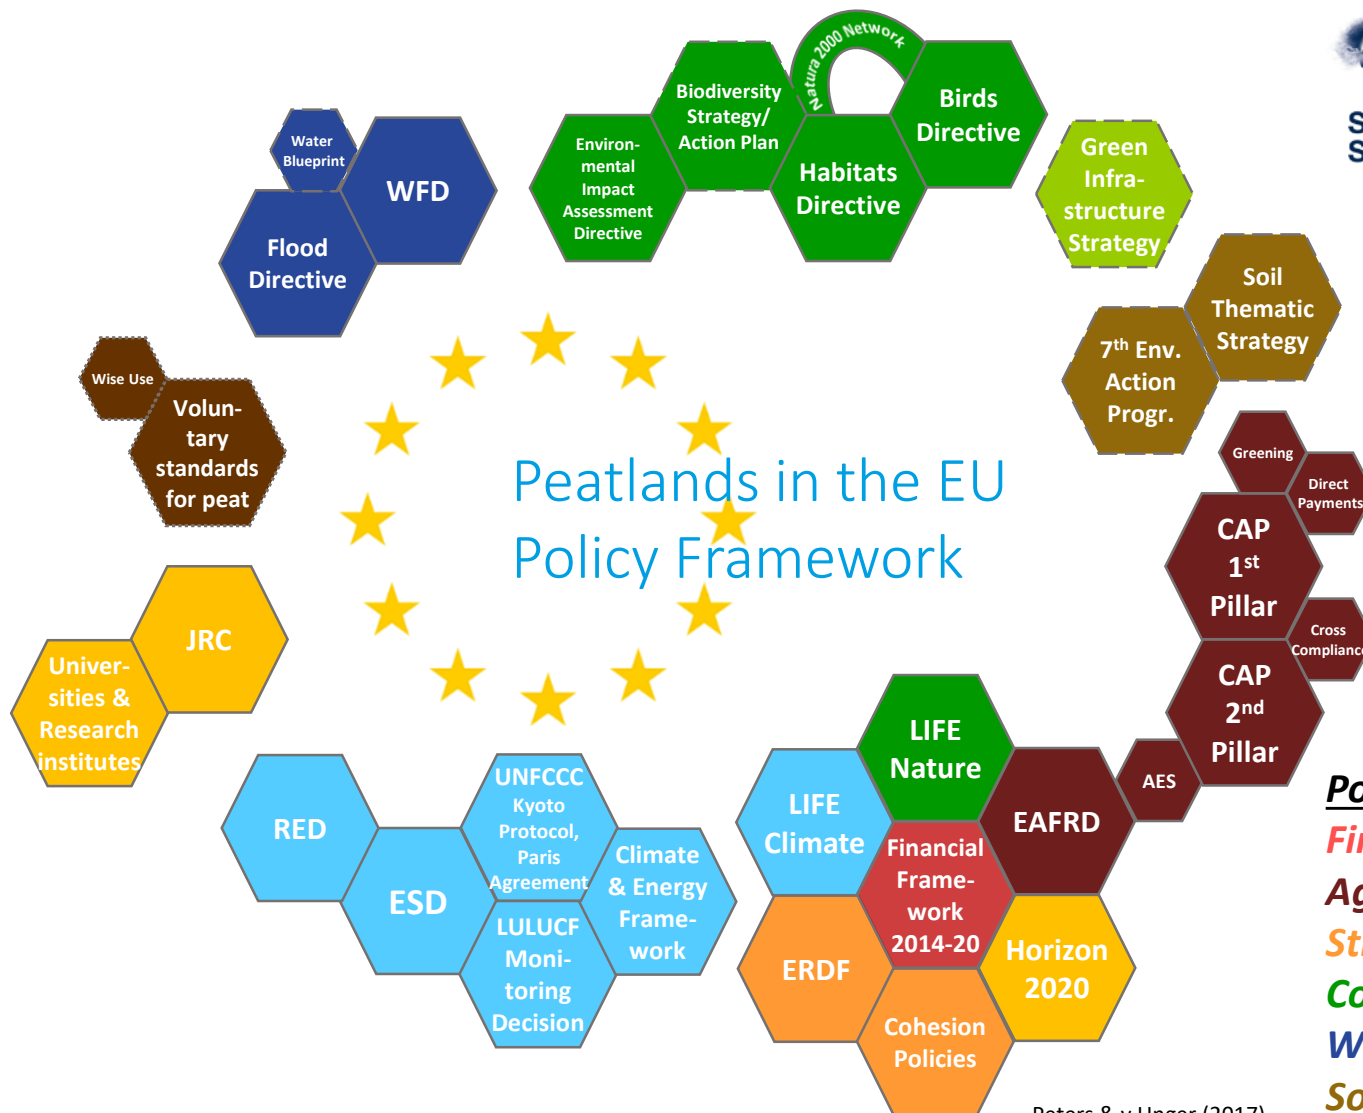 Natura 2000 Network
Biodiversity
Strategy/
Action Plan
Birds
Directive
Environ-
mental
Impact
Assessment
Directive
Habitats
Directive
Green
Infra-
structure
Strategy
Water
Blueprint
WFD
Flood
Directive
Soil
Thematic
Strategy
7th Env.
Action
Progr.
Wise Use
Volun-
tary
standards
for peat
Peatlands in the EU
Policy Framework
Greening
Direct
Payments
CAP
1st
Pillar
Cross
Compliance
CAP
2nd
Pillar
AES
JRC
Univer-
sities &
Research
institutes
RED
ESD
UNFCCC
Kyoto
Protocol,
Paris
Agreement
Climate
& Energy
Frame-
work
LULUCF
Moni-
toring
Decision
LIFE
Nature
LIFE
Climate
EAFRD
Financial
Frame-
work
2014-20
ERDF
Horizon
2020
Cohesion
Policies